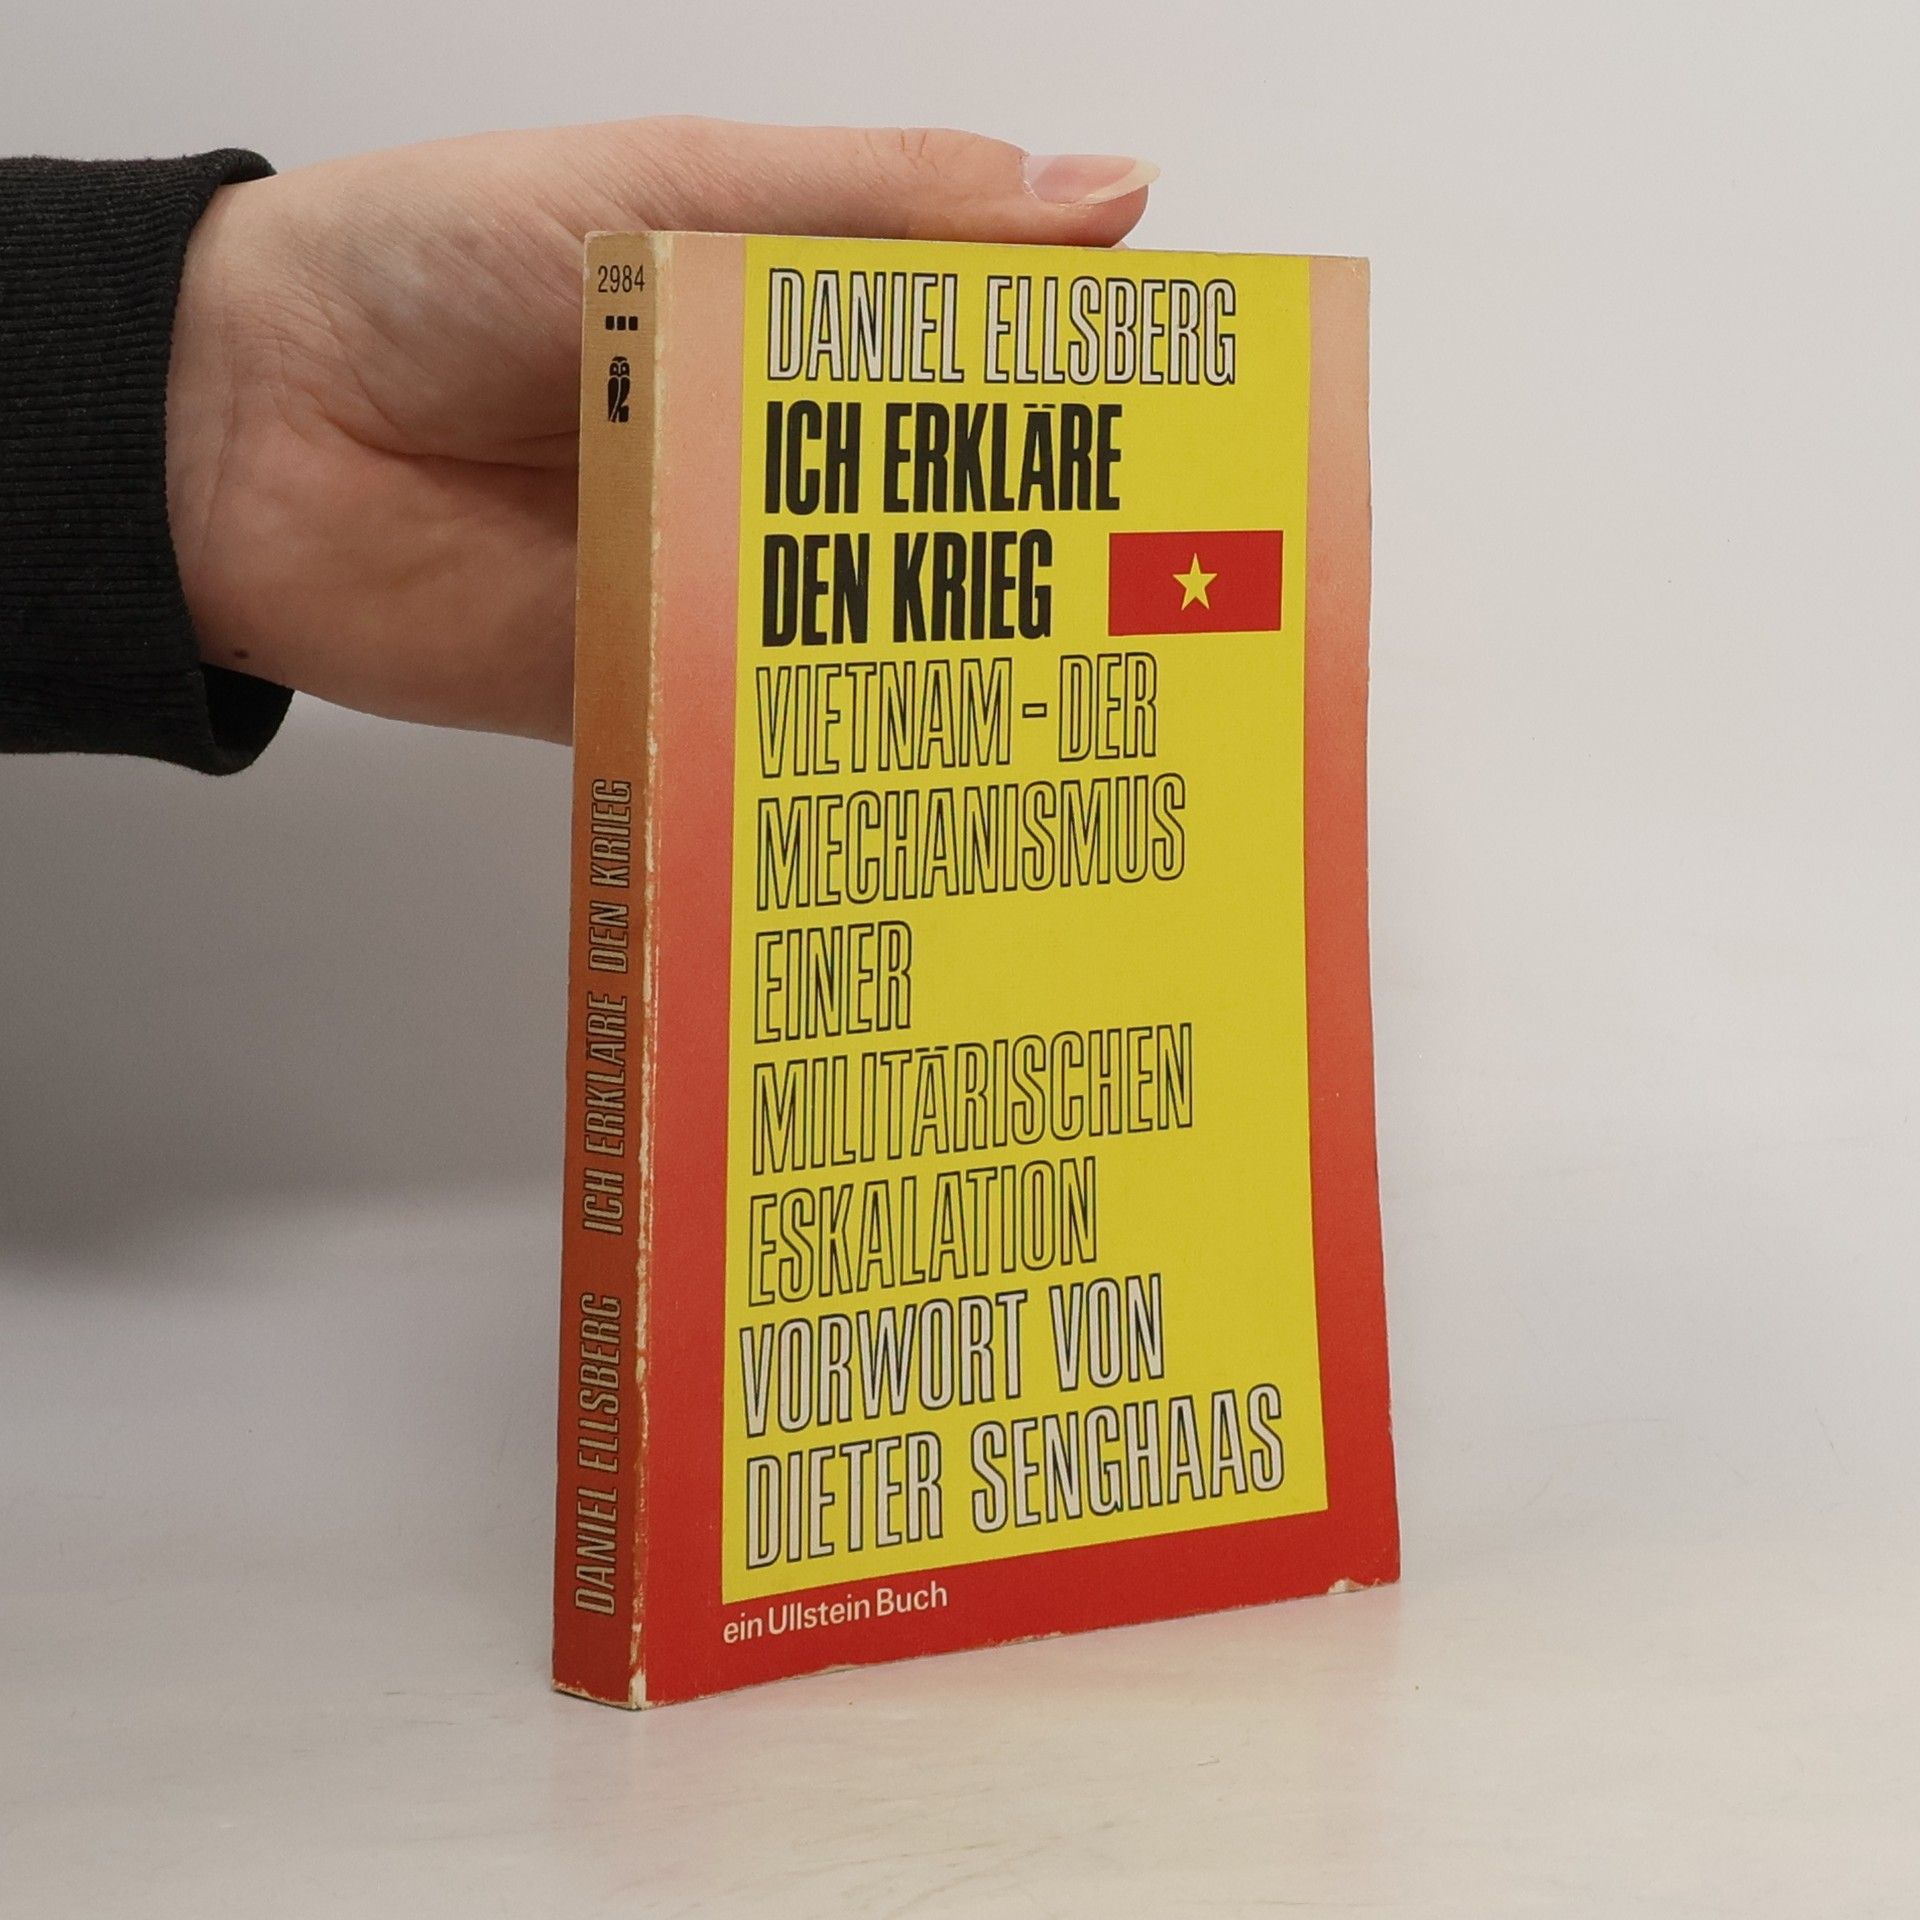 2984
DANIEL ELLSBERG ICH ERKLÄRE DEN KRIEG
DANIEL ELLSBERG
ICH ERKLÄRE
DEN KRIEG
VIETNAM - DER
MECHANISMUS
EINER
MILITÄRISCHEN
ESKALATION
VORWORT VON
DIETER SENGHAAS
ein Ullstein Buch